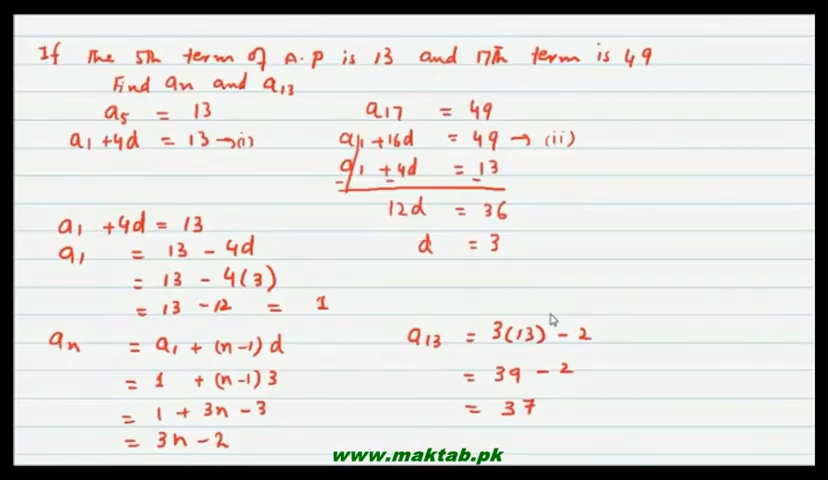 If The 5th term of A.P is 13 and 17th term is 49
Find an and a13
a5 = 13
a1 + 4d = 13 → (i)
a17 = 49
a1 + 16d = 49 → (ii)
a1 + 4d = 13
- - -
12d = 36
d = 3
a1 + 4d = 13
a1 = 13 - 4d
= 13 - 4(3)
= 13 - 12 = 1
an = a1 + (n-1)d
= 1 + (n-1)3
= 1 + 3n - 3
= 3n - 2
a13 = 3(13) - 2
= 39 - 2
= 37
www.maktab.pk